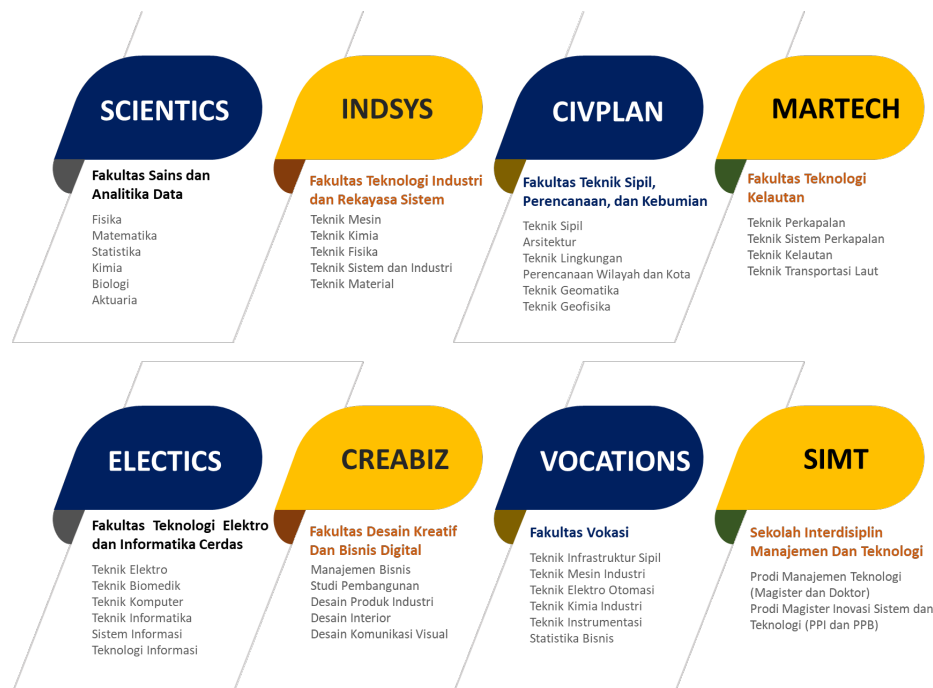 SCIENTICS
Fakultas Sains dan
Analitika Data
Fisika
Matematika
Statistika
Kimia
Biologi
Aktuaria
INDSYS
Fakultas Teknologi Industri
dan Rekayasa Sistem
Teknik Mesin
Teknik Kimia
Teknik Fisika
Teknik Sistem dan Industri
Teknik Material
CIVPLAN
Fakultas Teknik Sipil,
Perencanaan, dan Kebumian
Teknik Sipil
Arsitektur
Teknik Lingkungan
Perencanaan Wilayah dan Kota
Teknik Geomatika
Teknik Geofisika
MARTECH
Fakultas Teknologi
Kelautan
Teknik Perkapalan
Teknik Sistem Perkapalan
Teknik Kelautan
Teknik Transportasi Laut
ELECTICS
Fakultas Teknologi Elektro
dan Informatika Cerdas
Teknik Elektro
Teknik Biomedik
Teknik Komputer
Teknik Informatika
Sistem Informasi
Teknologi Informasi
CREABIZ
Fakultas Desain Kreatif
Dan Bisnis Digital
Manajemen Bisnis
Studi Pembangunan
Desain Produk Industri
Desain Interior
Desain Komunikasi Visual
VOCATIONS
Fakultas Vokasi
Teknik Infrastruktur Sipil
Teknik Mesin Industri
Teknik Elektro Otomasi
Teknik Kimia Industri
Teknik Instrumentasi
Statistika Bisnis
SIMT
Sekolah Interdisiplin
Manajemen Dan Teknologi
Prodi Manajemen Teknologi
(Magister dan Doktor)
Prodi Magister Inovasi Sistem dan
Teknologi (PPI dan PPB)